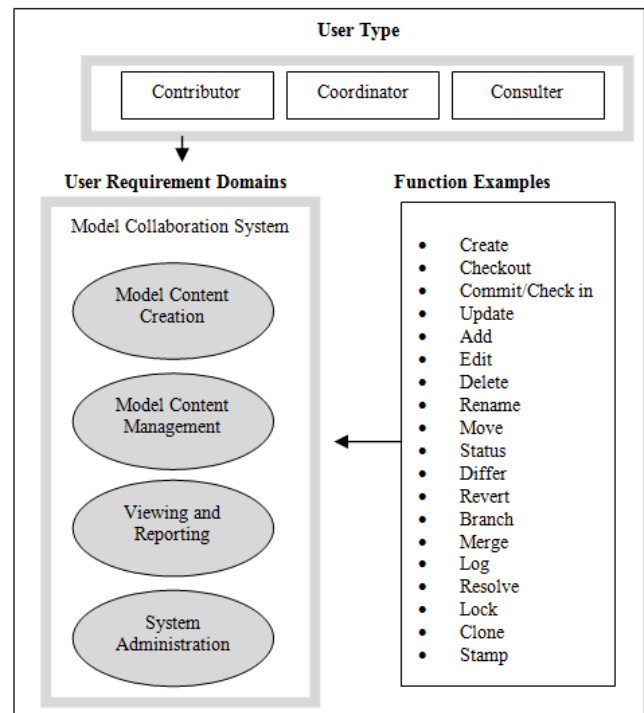 User Type
Contributor
Coordinator
Consulter
User Requirement Domains
Model Collaboration System
Model Content
Creation
Model Content
Management
Viewing and
Reporting
System
Administration
Function Examples
• Create
• Checkout
• Commit/Check in
• Update
• Add
• Edit
• Delete
• Rename
• Move
• Status
• Differ
• Revert
• Branch
• Merge
• Log
• Resolve
• Lock
• Clone
• Stamp